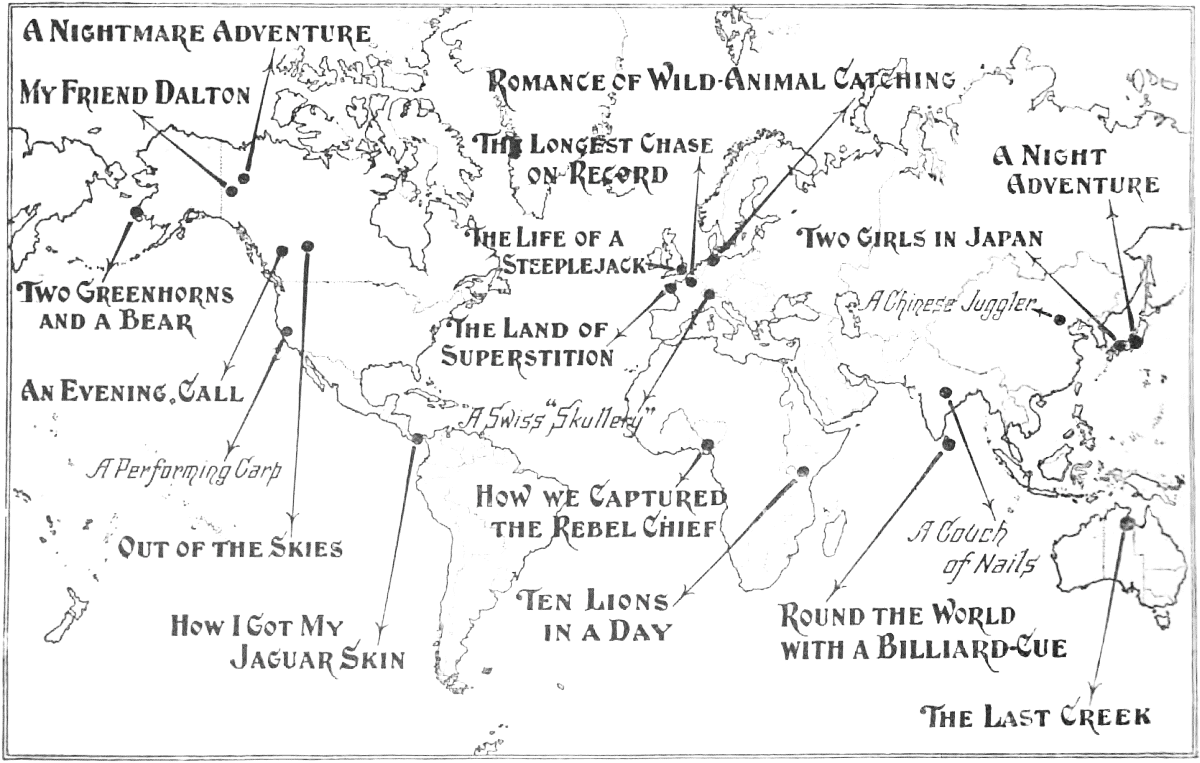 A NIGHTMARE ADVENTURE
MY FRIEND DALTON
ROMANCE OF WILD-ANIMAL CATCHING
THE LONGEST CHASE
ON RECORD
A NIGHT
ADVENTURE
THE LIFE OF A
STEEPLEJACK
TWO GIRLS IN JAPAN
TWO GREENHORNS
AND A BEAR
A Chinese Juggler
THE LAND OF
SUPERSTITION
AN EVENING CALL
A Swiss "Skullery"
A Performing Carp
HOW WE CAPTURED
THE REBEL CHIEF
OUT OF THE SKIES
A Couch
of Nails
TEN LIONS
IN A DAY
HOW I GOT MY
JAGUAR SKIN
ROUND THE WORLD
WITH A BILLIARD-CUE
THE LAST CREEK